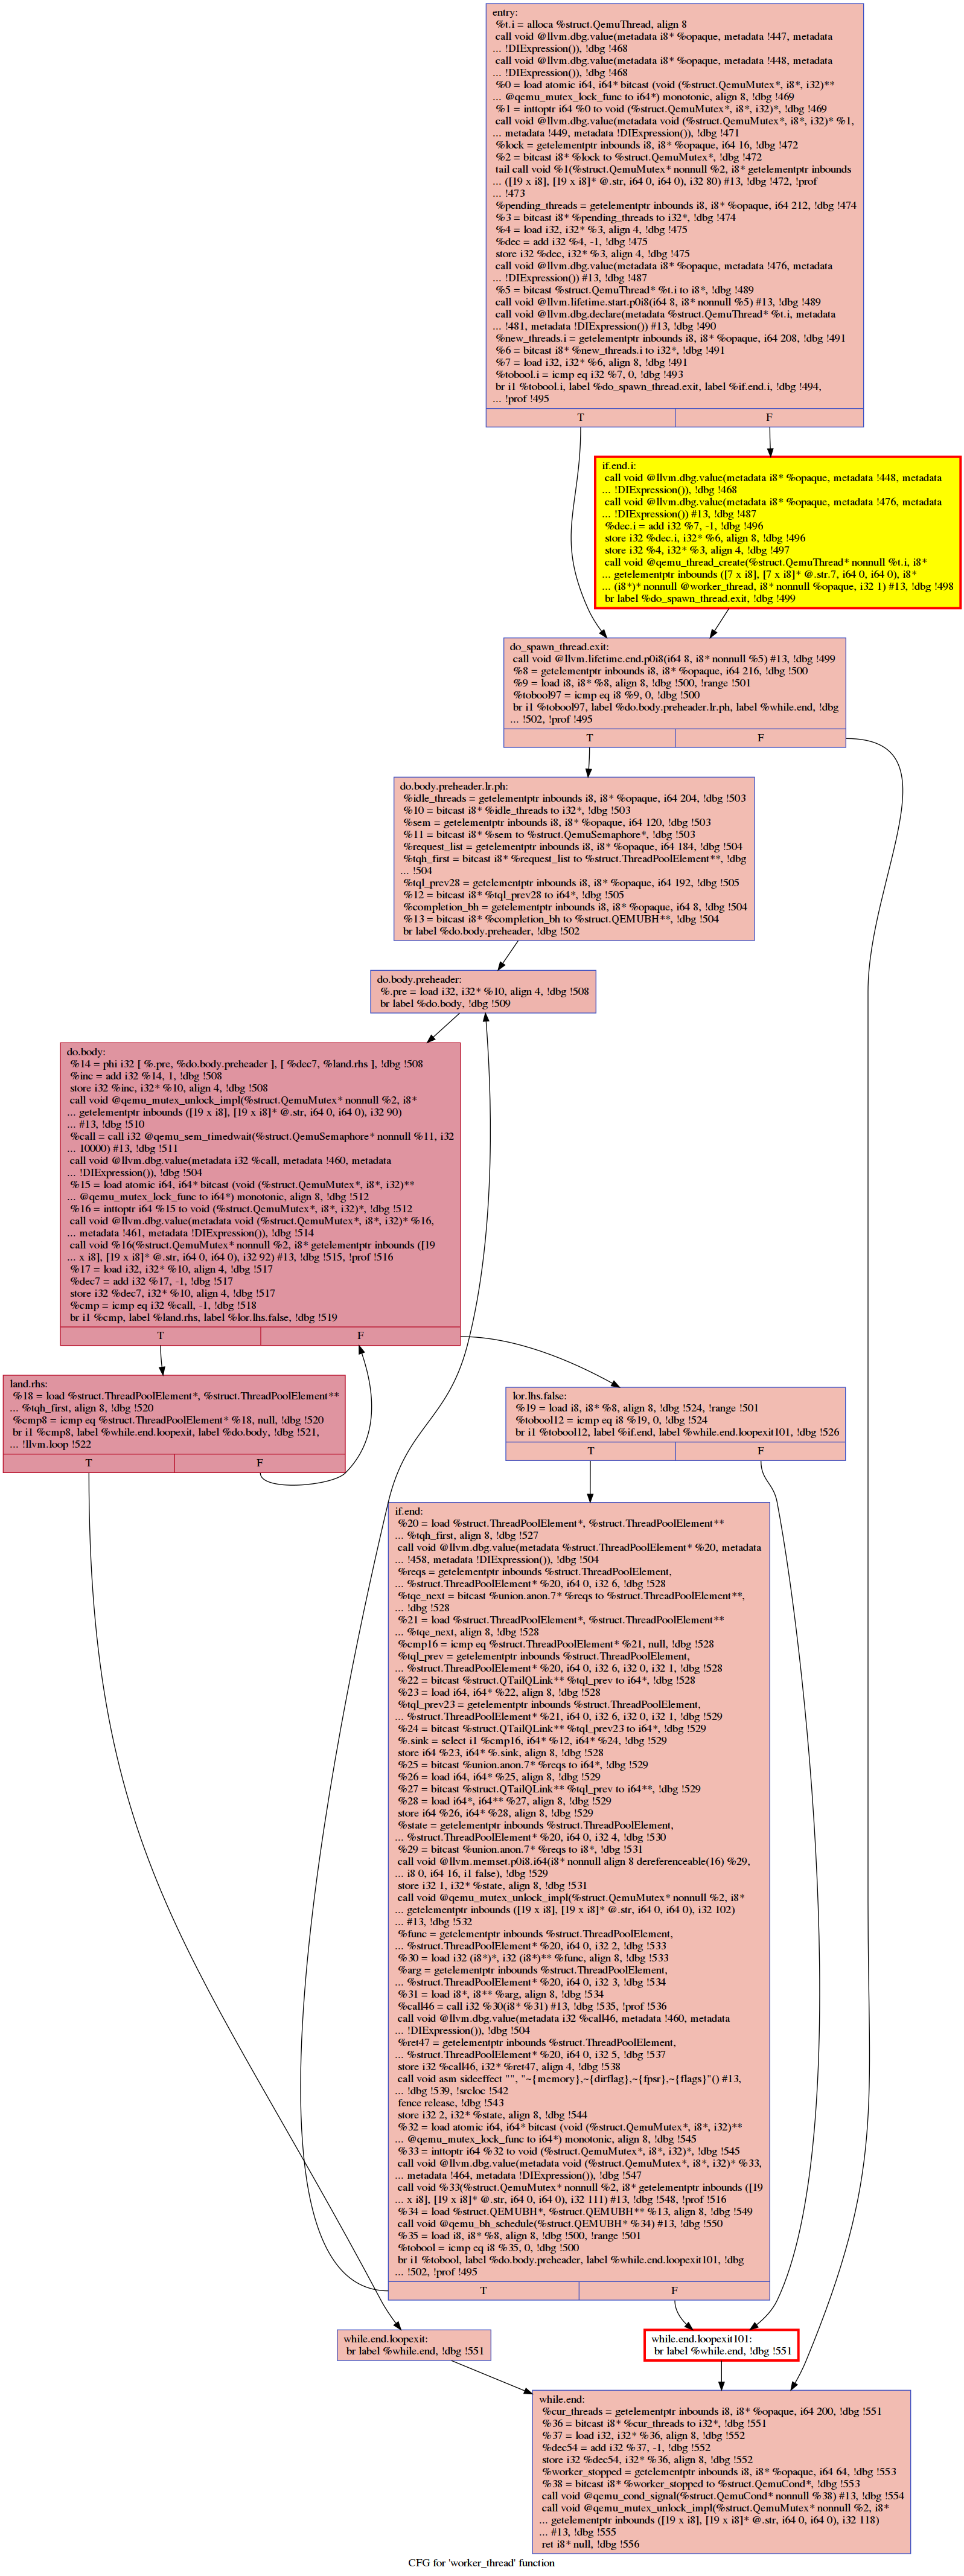 entry:
%t.i = alloca %struct.QemuThread, align 8
call void @llvm.dbg.value(metadata i8* %opaque, metadata !447, metadata
... !DIExpression()), !dbg !468
call void @llvm.dbg.value(metadata i8* %opaque, metadata !448, metadata
... !DIExpression()), !dbg !468
%0 = load atomic i64, i64* bitcast (void (%struct.QemuMutex*, i8*, i32)**
... @qemu_mutex_lock_func to i64*) monotonic, align 8, !dbg !469
%1 = inttoptr i64 %0 to void (%struct.QemuMutex*, i8*, i32)*, !dbg !469
call void @llvm.dbg.value(metadata void (%struct.QemuMutex*, i8*, i32)* %1,
... metadata !449, metadata !DIExpression()), !dbg !471
%lock = getelementptr inbounds i8, i8* %opaque, i64 16, !dbg !472
%2 = bitcast i8* %lock to %struct.QemuMutex*, !dbg !472
tail call void %1(%struct.QemuMutex* nonnull %2, i8* getelementptr inbounds
... ([19 x i8], [19 x i8]* @.str, i64 0, i64 0), i32 80) #13, !dbg !472, !prof
... !473
%pending_threads = getelementptr inbounds i8, i8* %opaque, i64 212, !dbg !474
%3 = bitcast i8* %pending_threads to i32*, !dbg !474
%4 = load i32, i32* %3, align 4, !dbg !475
%dec = add i32 %4, -1, !dbg !475
store i32 %dec, i32* %3, align 4, !dbg !475
call void @llvm.dbg.value(metadata i8* %opaque, metadata !476, metadata
... !DIExpression()) #13, !dbg !487
%5 = bitcast %struct.QemuThread* %t.i to i8*, !dbg !489
call void @llvm.lifetime.start.p0i8(i64 8, i8* nonnull %5) #13, !dbg !489
call void @llvm.dbg.declare(metadata %struct.QemuThread* %t.i, metadata
... !481, metadata !DIExpression()) #13, !dbg !490
%new_threads.i = getelementptr inbounds i8, i8* %opaque, i64 208, !dbg !491
%6 = bitcast i8* %new_threads.i to i32*, !dbg !491
%7 = load i32, i32* %6, align 8, !dbg !491
%tobool.i = icmp eq i32 %7, 0, !dbg !493
br i1 %tobool.i, label %do_spawn_thread.exit, label %if.end.i, !dbg !494,
... !prof !495
T F
if.end.i:
call void @llvm.dbg.value(metadata i8* %opaque, metadata !448, metadata
... !DIExpression()), !dbg !468
call void @llvm.dbg.value(metadata i8* %opaque, metadata !476, metadata
... !DIExpression()) #13, !dbg !487
%dec.i = add i32 %7, -1, !dbg !496
store i32 %dec.i, i32* %6, align 8, !dbg !496
store i32 %4, i32* %3, align 4, !dbg !497
call void @qemu_thread_create(%struct.QemuThread* nonnull %t.i, i8*
... getelementptr inbounds ([7 x i8], [7 x i8]* @.str.7, i64 0, i64 0), i8*
... (i8*)* nonnull @worker_thread, i8* nonnull %opaque, i32 1) #13, !dbg !498
br label %do_spawn_thread.exit, !dbg !499
do_spawn_thread.exit:
call void @llvm.lifetime.end.p0i8(i64 8, i8* nonnull %5) #13, !dbg !499
%8 = getelementptr inbounds i8, i8* %opaque, i64 216, !dbg !500
%9 = load i8, i8* %8, align 8, !dbg !500, !range !501
%tobool97 = icmp eq i8 %9, 0, !dbg !500
br i1 %tobool97, label %do.body.preheader.lr.ph, label %while.end, !dbg
... !502, !prof !495
T F
do.body.preheader.lr.ph:
%idle_threads = getelementptr inbounds i8, i8* %opaque, i64 204, !dbg !503
%10 = bitcast i8* %idle_threads to i32*, !dbg !503
%sem = getelementptr inbounds i8, i8* %opaque, i64 120, !dbg !503
%11 = bitcast i8* %sem to %struct.QemuSemaphore*, !dbg !503
%request_list = getelementptr inbounds i8, i8* %opaque, i64 184, !dbg !504
%tqh_first = bitcast i8* %request_list to %struct.ThreadPoolElement**, !dbg
... !504
%tql_prev28 = getelementptr inbounds i8, i8* %opaque, i64 192, !dbg !505
%12 = bitcast i8* %tql_prev28 to i64*, !dbg !505
%completion_bh = getelementptr inbounds i8, i8* %opaque, i64 8, !dbg !504
%13 = bitcast i8* %completion_bh to %struct.QEMUBH**, !dbg !504
br label %do.body.preheader, !dbg !502
do.body.preheader:
%.pre = load i32, i32* %10, align 4, !dbg !508
br label %do.body, !dbg !509
do.body:
%14 = phi i32 [ %.pre, %do.body.preheader ], [ %dec7, %land.rhs ], !dbg !508
%inc = add i32 %14, 1, !dbg !508
store i32 %inc, i32* %10, align 4, !dbg !508
call void @qemu_mutex_unlock_impl(%struct.QemuMutex* nonnull %2, i8*
... getelementptr inbounds ([19 x i8], [19 x i8]* @.str, i64 0, i64 0), i32 90)
... #13, !dbg !510
%call = call i32 @qemu_sem_timedwait(%struct.QemuSemaphore* nonnull %11, i32
... 10000) #13, !dbg !511
call void @llvm.dbg.value(metadata i32 %call, metadata !460, metadata
... !DIExpression()), !dbg !504
%15 = load atomic i64, i64* bitcast (void (%struct.QemuMutex*, i8*, i32)**
... @qemu_mutex_lock_func to i64*) monotonic, align 8, !dbg !512
%16 = inttoptr i64 %15 to void (%struct.QemuMutex*, i8*, i32)*, !dbg !512
call void @llvm.dbg.value(metadata void (%struct.QemuMutex*, i8*, i32)* %16,
... metadata !461, metadata !DIExpression()), !dbg !514
call void %16(%struct.QemuMutex* nonnull %2, i8* getelementptr inbounds ([19
... x i8], [19 x i8]* @.str, i64 0, i64 0), i32 92) #13, !dbg !515, !prof !516
%17 = load i32, i32* %10, align 4, !dbg !517
%dec7 = add i32 %17, -1, !dbg !517
store i32 %dec7, i32* %10, align 4, !dbg !517
%cmp = icmp eq i32 %call, -1, !dbg !518
br i1 %cmp, label %land.rhs, label %lor.lhs.false, !dbg !519
T F
land.rhs:
%18 = load %struct.ThreadPoolElement*, %struct.ThreadPoolElement**
... %tqh_first, align 8, !dbg !520
%cmp8 = icmp eq %struct.ThreadPoolElement* %18, null, !dbg !520
br i1 %cmp8, label %while.end.loopexit, label %do.body, !dbg !521,
... !llvm.loop !522
T F
lor.lhs.false:
%19 = load i8, i8* %8, align 8, !dbg !524, !range !501
%tobool12 = icmp eq i8 %19, 0, !dbg !524
br i1 %tobool12, label %if.end, label %while.end.loopexit101, !dbg !526
T F
if.end:
%20 = load %struct.ThreadPoolElement*, %struct.ThreadPoolElement**
... %tqh_first, align 8, !dbg !527
call void @llvm.dbg.value(metadata %struct.ThreadPoolElement* %20, metadata
... !458, metadata !DIExpression()), !dbg !504
%reqs = getelementptr inbounds %struct.ThreadPoolElement,
... %struct.ThreadPoolElement* %20, i64 0, i32 6, !dbg !528
%tqe_next = bitcast %union.anon.7* %reqs to %struct.ThreadPoolElement**,
... !dbg !528
%21 = load %struct.ThreadPoolElement*, %struct.ThreadPoolElement**
... %tqe_next, align 8, !dbg !528
%cmp16 = icmp eq %struct.ThreadPoolElement* %21, null, !dbg !528
%tql_prev = getelementptr inbounds %struct.ThreadPoolElement,
... %struct.ThreadPoolElement* %20, i64 0, i32 6, i32 0, i32 1, !dbg !528
%22 = bitcast %struct.QTailQLink** %tql_prev to i64*, !dbg !528
%23 = load i64, i64* %22, align 8, !dbg !528
%tql_prev23 = getelementptr inbounds %struct.ThreadPoolElement,
... %struct.ThreadPoolElement* %21, i64 0, i32 6, i32 0, i32 1, !dbg !529
%24 = bitcast %struct.QTailQLink** %tql_prev23 to i64*, !dbg !529
%.sink = select i1 %cmp16, i64* %12, i64* %24, !dbg !529
store i64 %23, i64* %.sink, align 8, !dbg !528
%25 = bitcast %union.anon.7* %reqs to i64*, !dbg !529
%26 = load i64, i64* %25, align 8, !dbg !529
%27 = bitcast %struct.QTailQLink** %tql_prev to i64**, !dbg !529
%28 = load i64*, i64** %27, align 8, !dbg !529
store i64 %26, i64* %28, align 8, !dbg !529
%state = getelementptr inbounds %struct.ThreadPoolElement,
... %struct.ThreadPoolElement* %20, i64 0, i32 4, !dbg !530
%29 = bitcast %union.anon.7* %reqs to i8*, !dbg !531
call void @llvm.memset.p0i8.i64(i8* nonnull align 8 dereferenceable(16) %29,
... i8 0, i64 16, i1 false), !dbg !529
store i32 1, i32* %state, align 8, !dbg !531
call void @qemu_mutex_unlock_impl(%struct.QemuMutex* nonnull %2, i8*
... getelementptr inbounds ([19 x i8], [19 x i8]* @.str, i64 0, i64 0), i32 102)
... #13, !dbg !532
%func = getelementptr inbounds %struct.ThreadPoolElement,
... %struct.ThreadPoolElement* %20, i64 0, i32 2, !dbg !533
%30 = load i32 (i8*)*, i32 (i8*)** %func, align 8, !dbg !533
%arg = getelementptr inbounds %struct.ThreadPoolElement,
... %struct.ThreadPoolElement* %20, i64 0, i32 3, !dbg !534
%31 = load i8*, i8** %arg, align 8, !dbg !534
%call46 = call i32 %30(i8* %31) #13, !dbg !535, !prof !536
call void @llvm.dbg.value(metadata i32 %call46, metadata !460, metadata
... !DIExpression()), !dbg !504
%ret47 = getelementptr inbounds %struct.ThreadPoolElement,
... %struct.ThreadPoolElement* %20, i64 0, i32 5, !dbg !537
store i32 %call46, i32* %ret47, align 4, !dbg !538
call void asm sideeffect "", "~{memory},~{dirflag},~{fpsr},~{flags}"() #13,
... !dbg !539, !srcloc !542
fence release, !dbg !543
store i32 2, i32* %state, align 8, !dbg !544
%32 = load atomic i64, i64* bitcast (void (%struct.QemuMutex*, i8*, i32)**
... @qemu_mutex_lock_func to i64*) monotonic, align 8, !dbg !545
%33 = inttoptr i64 %32 to void (%struct.QemuMutex*, i8*, i32)*, !dbg !545
call void @llvm.dbg.value(metadata void (%struct.QemuMutex*, i8*, i32)* %33,
... metadata !464, metadata !DIExpression()), !dbg !547
call void %33(%struct.QemuMutex* nonnull %2, i8* getelementptr inbounds ([19
... x i8], [19 x i8]* @.str, i64 0, i64 0), i32 111) #13, !dbg !548, !prof !516
%34 = load %struct.QEMUBH*, %struct.QEMUBH** %13, align 8, !dbg !549
call void @qemu_bh_schedule(%struct.QEMUBH* %34) #13, !dbg !550
%35 = load i8, i8* %8, align 8, !dbg !500, !range !501
%tobool = icmp eq i8 %35, 0, !dbg !500
br i1 %tobool, label %do.body.preheader, label %while.end.loopexit101, !dbg
... !502, !prof !495
T F
while.end.loopexit:
br label %while.end, !dbg !551
while.end.loopexit101:
br label %while.end, !dbg !551
while.end:
%cur_threads = getelementptr inbounds i8, i8* %opaque, i64 200, !dbg !551
%36 = bitcast i8* %cur_threads to i32*, !dbg !551
%37 = load i32, i32* %36, align 8, !dbg !552
%dec54 = add i32 %37, -1, !dbg !552
store i32 %dec54, i32* %36, align 8, !dbg !552
%worker_stopped = getelementptr inbounds i8, i8* %opaque, i64 64, !dbg !553
%38 = bitcast i8* %worker_stopped to %struct.QemuCond*, !dbg !553
call void @qemu_cond_signal(%struct.QemuCond* nonnull %38) #13, !dbg !554
call void @qemu_mutex_unlock_impl(%struct.QemuMutex* nonnull %2, i8*
... getelementptr inbounds ([19 x i8], [19 x i8]* @.str, i64 0, i64 0), i32 118)
... #13, !dbg !555
ret i8* null, !dbg !556
CFG for 'worker_thread' function